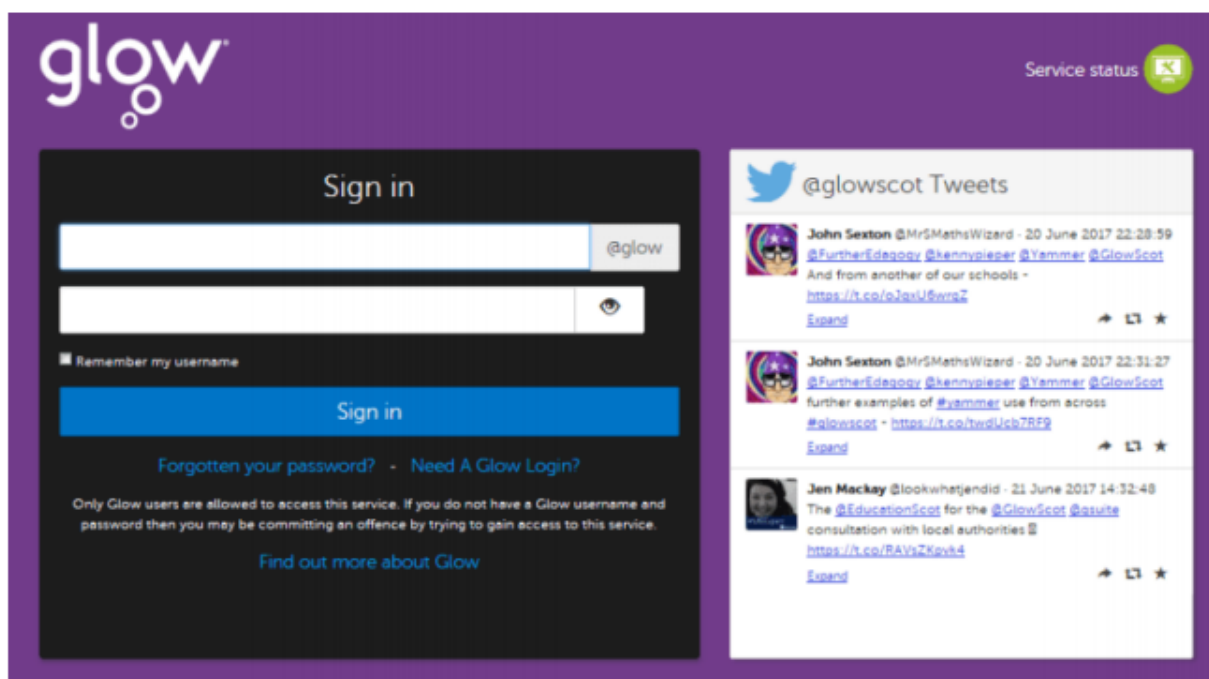 glow
Service status
Sign in
@glow
Remember my username
Sign in
Forgotten your password? - Need A Glow Login?
Only Glow users are allowed to access this service. If you do not have a Glow username and
password then you may be committing an offence by trying to gain access to this service.
Find out more about Glow
@glowscot Tweets
John Sexton @MrSMathsWizard - 20 June 2017 22:28:59
@FurtherEdagogy @kennypieper @Yammer @GlowScot
And from another of our schools -
https://t.co/oJqxU6wrgZ
Expand
John Sexton @MrSMathsWizard - 20 June 2017 22:31:27
@FurtherEdagogy @kennypieper @Yammer @GlowScot
further examples of #yammer use from across
#glowscot - https://t.co/twdUcb7RF9
Expand
Jen Mackay @lookwhatjendid - 21 June 2017 14:32:48
The @EducationScot for the @GlowScot @gsuite
consultation with local authorities
https://t.co/RAVsZKpvk4
Expand